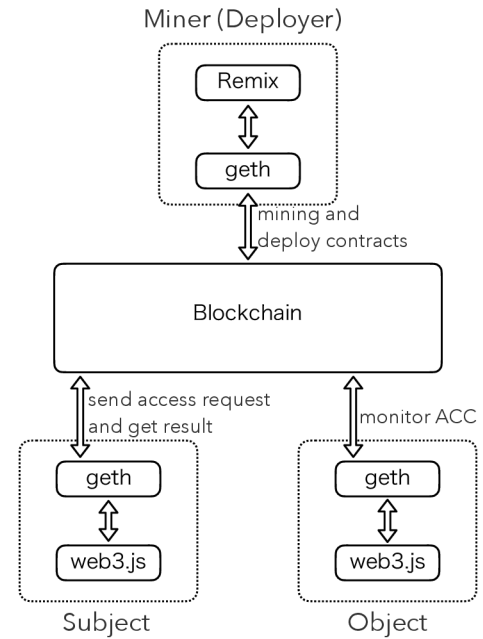 Miner (Deployer)
Remix
geth
mining and
deploy contracts
Blockchain
send access request
and get result
monitor ACC
geth
geth
web3.js
web3.js
Subject
Object